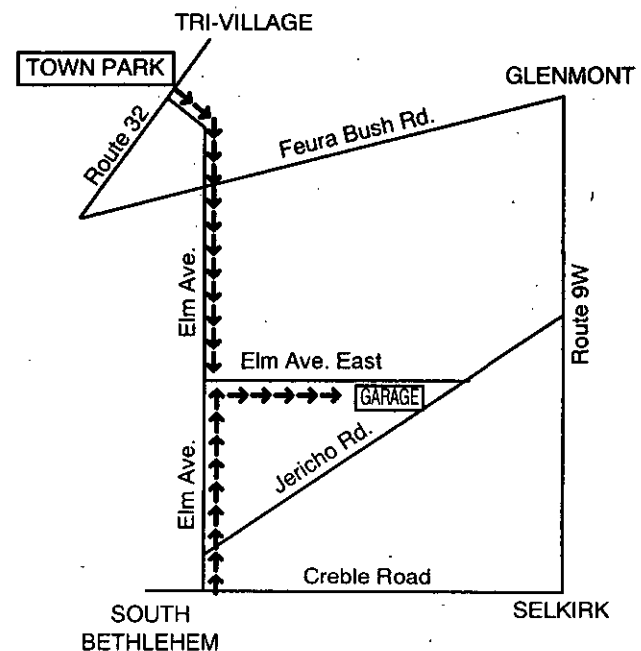 TRI-VILLAGE
TOWN PARK
GLENMONT
Route 32
Feura Bush Rd.
Elm Ave.
Route 9W
Elm Ave. East
GARAGE
Elm Ave.
Jericho Rd.
Creble Road
SOUTH
BETHLEHEM
SELKIRK